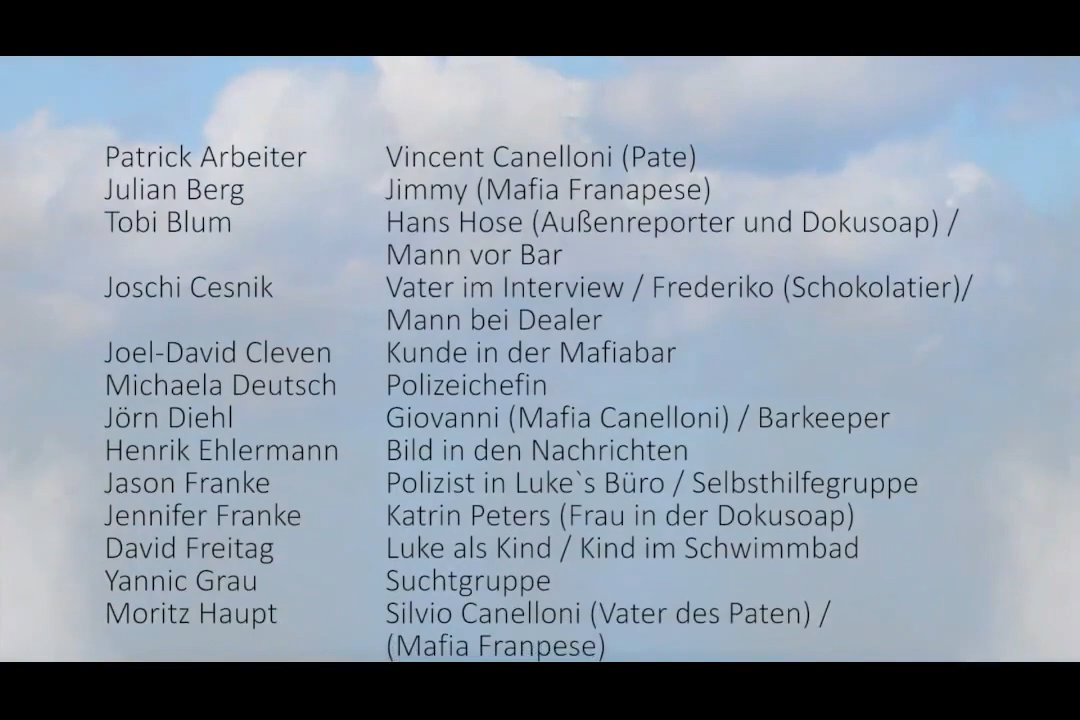 Patrick Arbeiter Vincent Canelloni (Pate)
Julian Berg Jimmy (Mafia Franapese)
Tobi Blum Hans Hose (Außenreporter und Dokusoap) /
Mann vor Bar
Joschi Cesnik Vater im Interview / Frederiko (Schokolatier)/
Mann bei Dealer
Joel-David Cleven Kunde in der Mafiabar
Michaela Deutsch Polizeichefin
Jörn Diehl Giovanni (Mafia Canelloni) / Barkeeper
Henrik Ehlermann Bild in den Nachrichten
Jason Franke Polizist in Luke`s Büro / Selbsthilfegruppe
Jennifer Franke Katrin Peters (Frau in der Dokusoap)
David Freitag Luke als Kind / Kind im Schwimmbad
Yannic Grau Suchtgruppe
Moritz Haupt Silvio Canelloni (Vater des Paten) /
(Mafia Franpese)